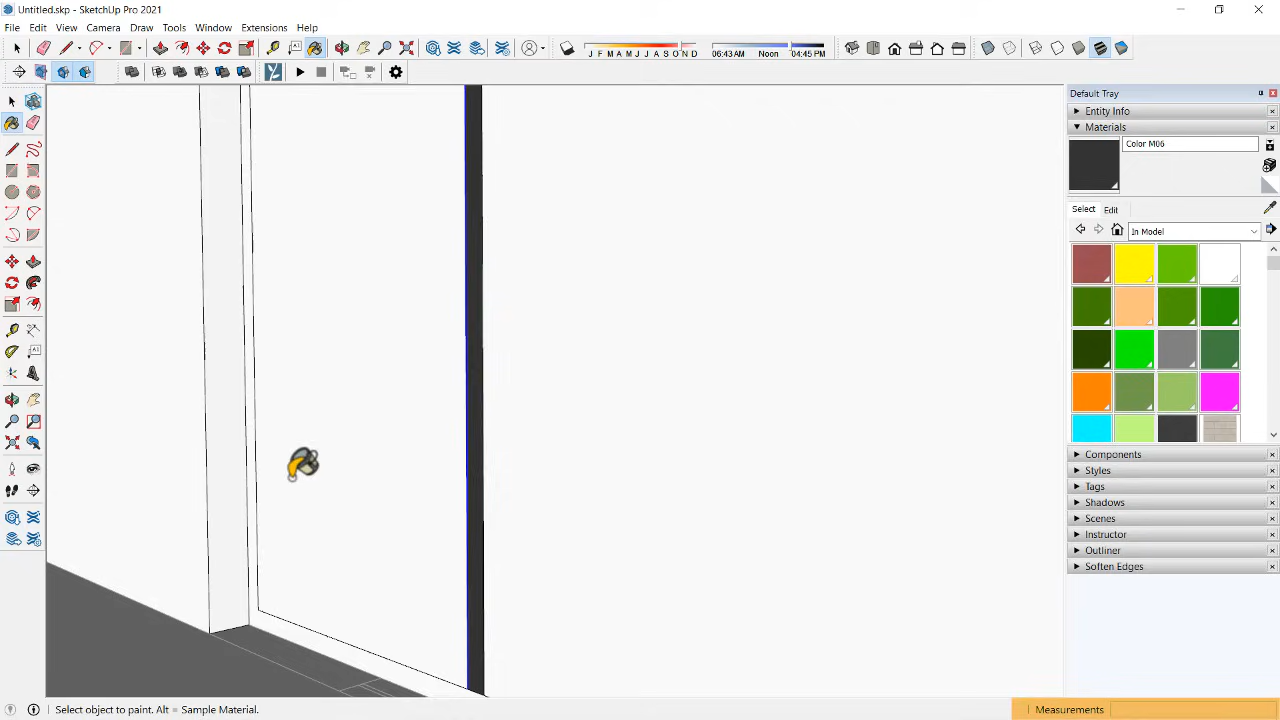 Untitled.skp - SketchUp Pro 2021
File Edit View Camera Draw Tools Window Extensions Help
J F M A M J J A S O N D 06:43 AM Noon 04:45 PM
Default Tray
Entity Info
Materials
Color M06
Select Edit
In Model
Components
Styles
Tags
Shadows
Scenes
Instructor
Outliner
Soften Edges
Select object to paint. Alt = Sample Material.
Measurements